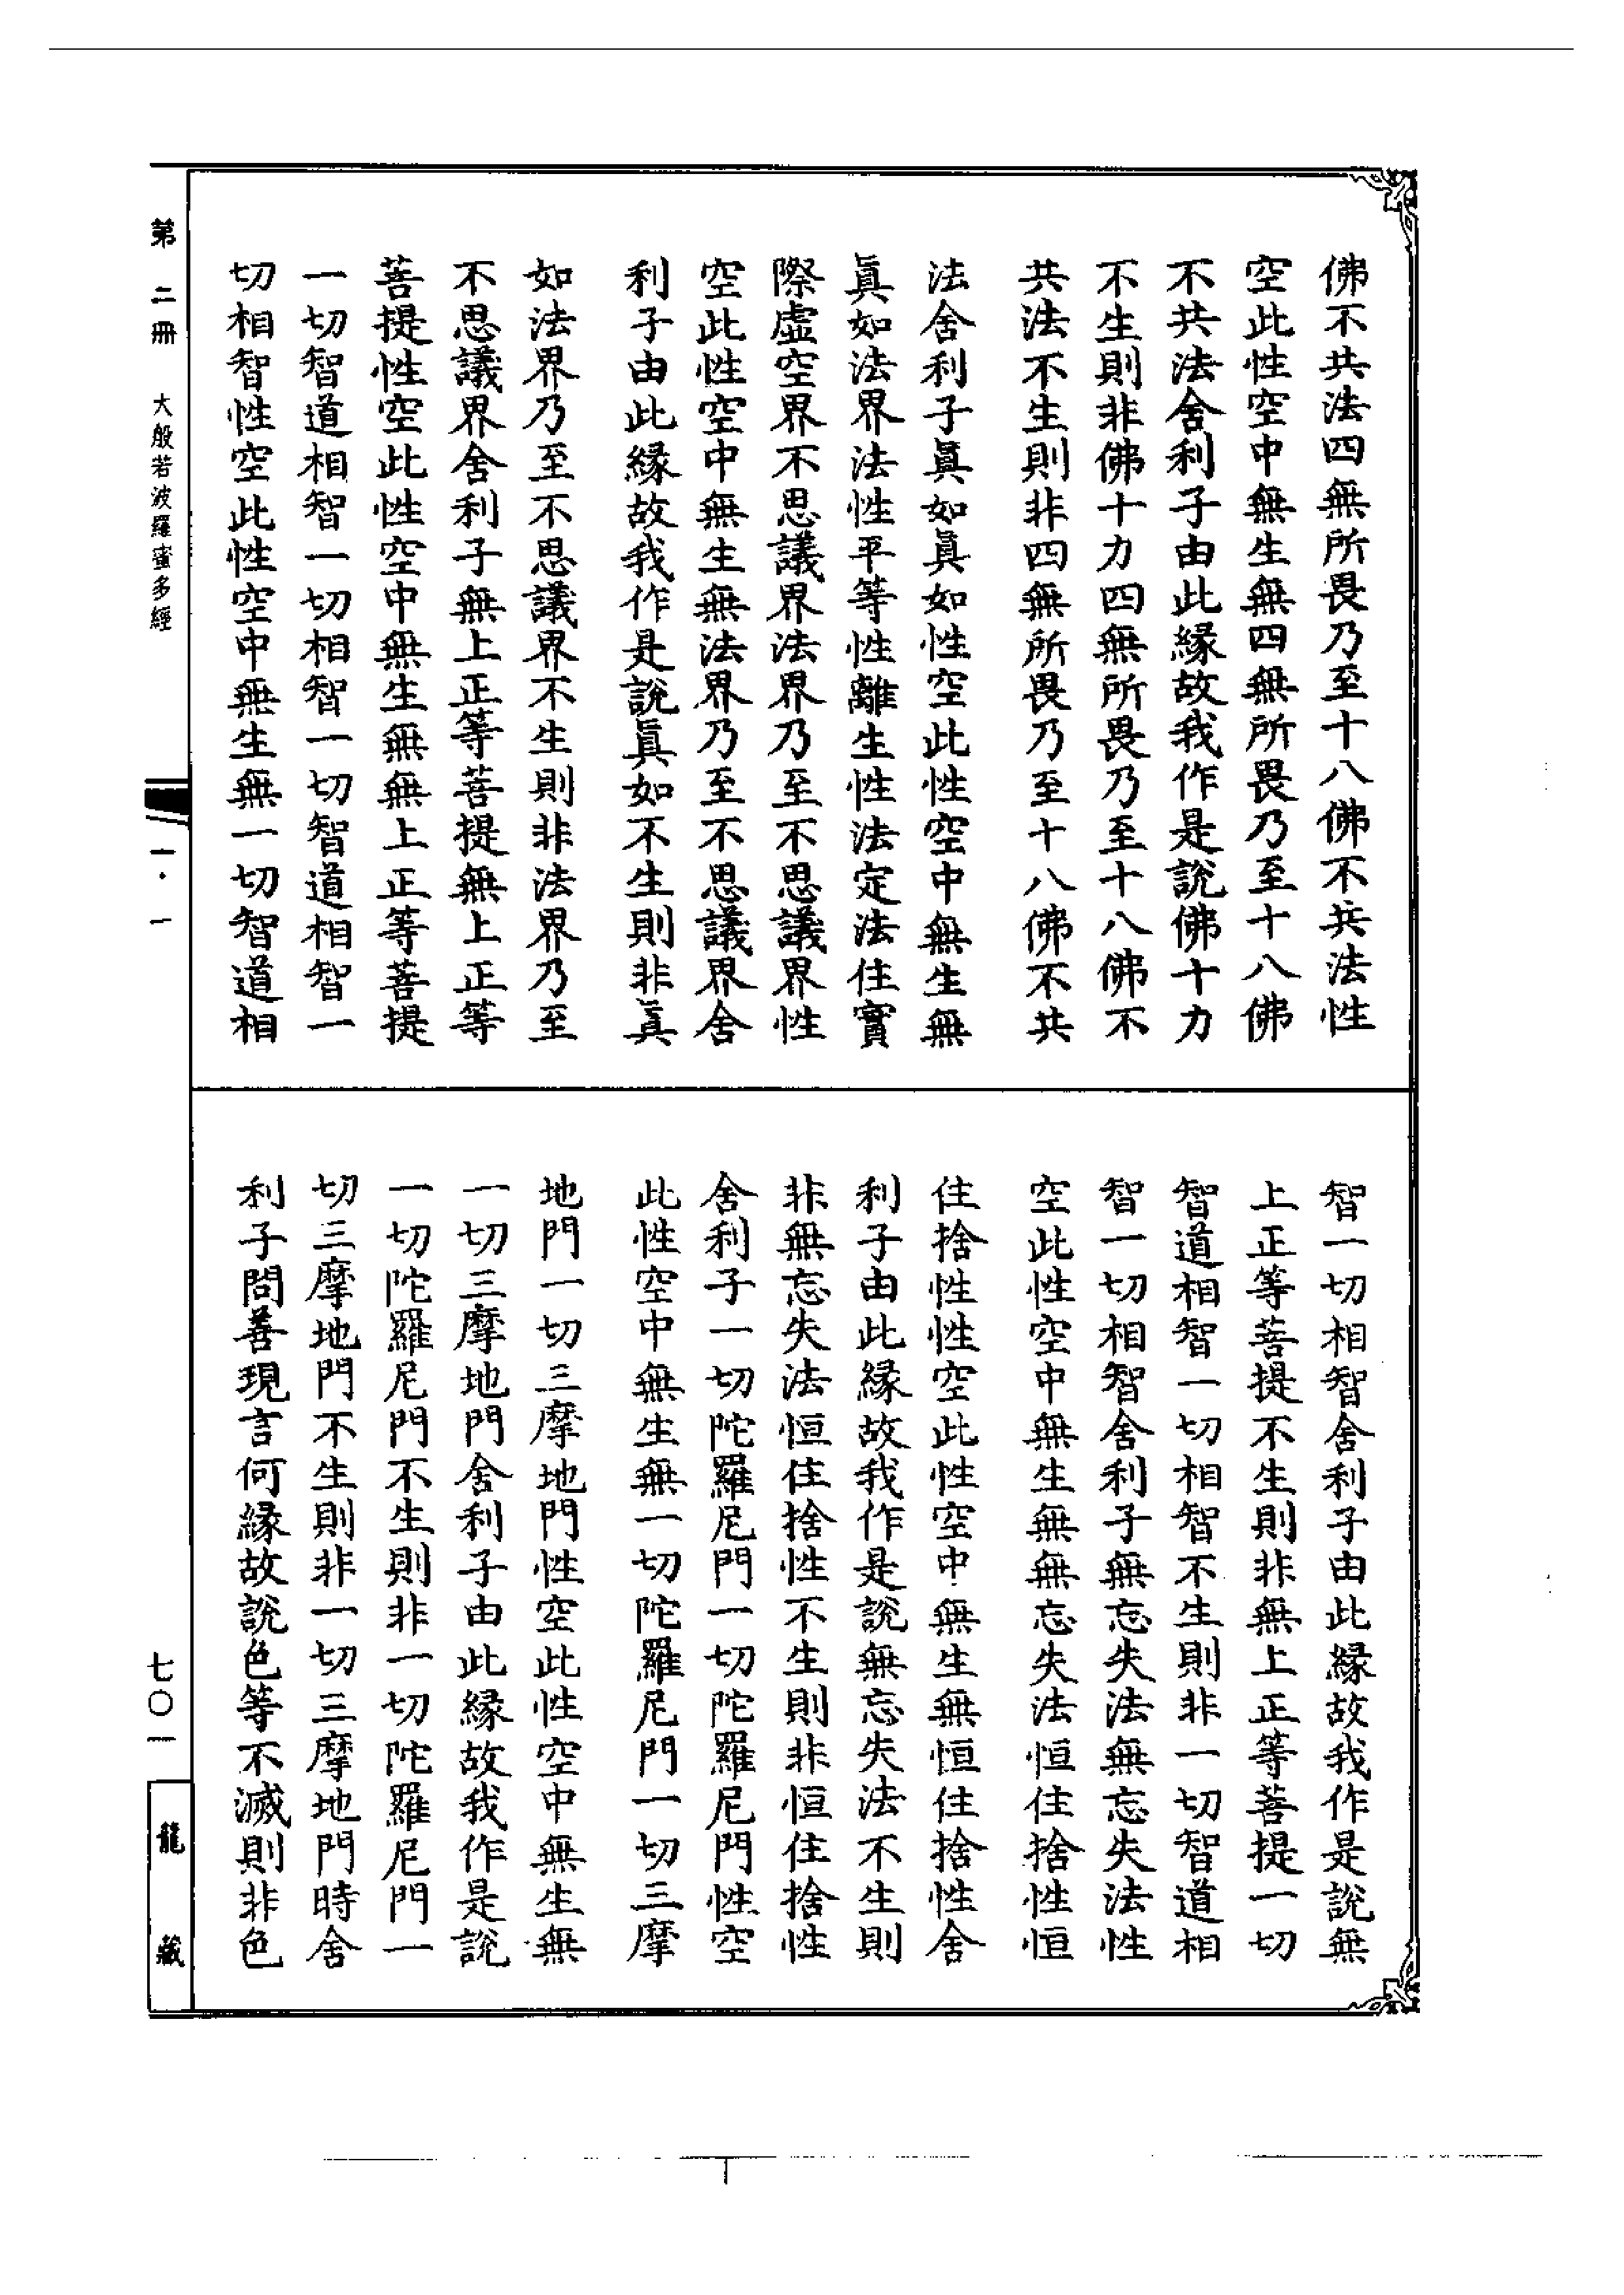 佛不共法四無所畏乃至十八佛不共法性
空此性空中無生無四無所畏乃至十八佛
不共法舍利子由此緣故我作是說佛十力
不生則非佛十力四無所畏乃至十八佛不
共法不生則非四無所畏乃至十八佛不共
法舍利子眞如眞如性空此性空中無生無
眞如法界法性平等性離生性法定法住實
際虛空界不思議界法界乃至不思議界性
空此性空中無生無法界乃至不思議界舍
利子由此緣故我作是說眞如不生則非眞
如法界乃至不思議界不生則非法界乃至
不思議界舍利子無上正等菩提無上正等
菩提性空此性空中無生無無上正等菩提
一切智道相智一切相智一切智道相智一
切相智性空此性空中無生無一切智道相
智一切相智舍利子由此緣故我作是說無
上正等菩提不生則非無上正等菩提一切
智道相智一切相智不生則非一切智道相
智一切相智舍利子無忘失法無忘失法性
空此性空中無生無無忘失法恒住捨性恒
住捨性性空此性空中無生無恒住捨性舍
利子由此緣故我作是說無忘失法不生則
非無忘失法恒住捨性不生則非恒住捨性
舍利子一切陀羅尼門一切陀羅尼門性空
此性空中無生無一切陀羅尼門一切三摩
地門一切三摩地門性空此性空中無生無
一切三摩地門舍利子由此緣故我作是說
一切陀羅尼門不生則非一切陀羅尼門一
切三摩地門不生則非一切三摩地門時舍
利子問善現言何緣故說色等不滅則非色
第二冊 大般若波羅蜜多經
一·一
七〇一
龍藏